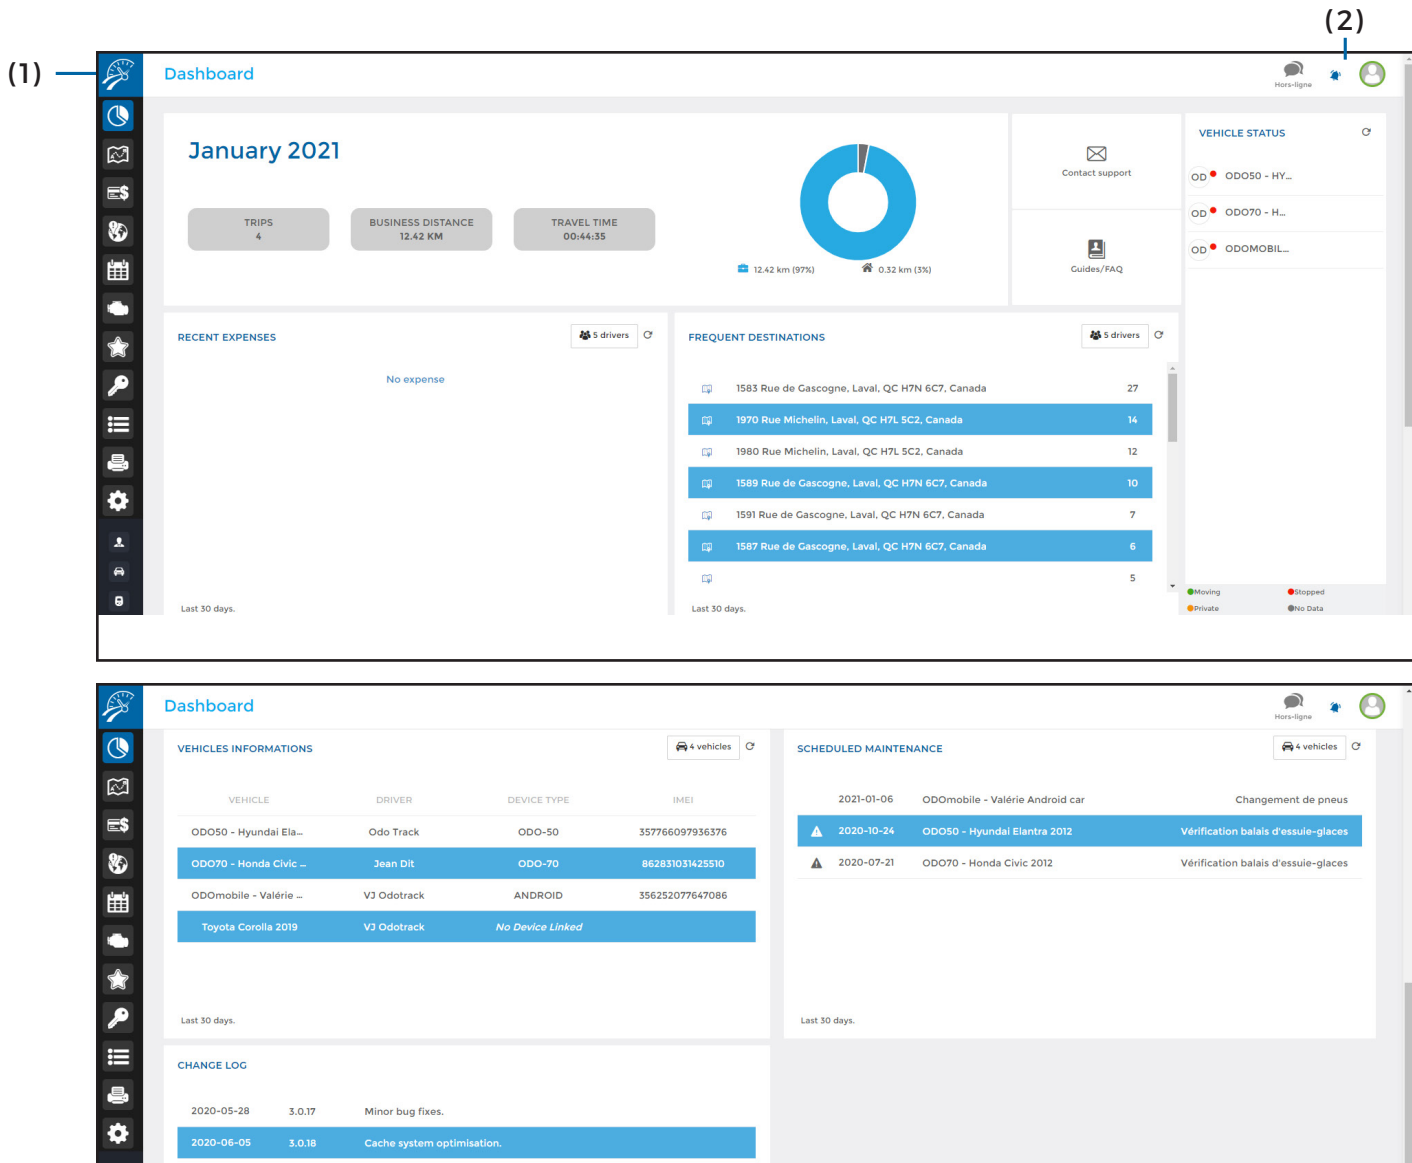 (2)
(1)
Dashboard
Hors-ligne
January 2021
TRIPS
4
BUSINESS DISTANCE
12.42 KM
TRAVEL TIME
00:44:35
12.42 km (97%)
0.32 km (3%)
Contact support
Guides/FAQ
VEHICLE STATUS
OD ODO50 - HY...
OD ODO70 - H...
OD ODOMOBIL...
Moving
Stopped
Private
No Data
RECENT EXPENSES
5 drivers
No expense
Last 30 days.
FREQUENT DESTINATIONS
5 drivers
1583 Rue de Gascogne, Laval, QC H7N 6C7, Canada 27
1970 Rue Michelin, Laval, QC H7L 5C2, Canada 14
1980 Rue Michelin, Laval, QC H7L 5C2, Canada 12
1589 Rue de Gascogne, Laval, QC H7N 6C7, Canada 10
1591 Rue de Gascogne, Laval, QC H7N 6C7, Canada 7
1587 Rue de Gascogne, Laval, QC H7N 6C7, Canada 6
5
Last 30 days.
Dashboard
Hors-ligne
VEHICLES INFORMATIONS
4 vehicles
VEHICLE DRIVER DEVICE TYPE IMEI
ODO50 - Hyundai Ela... Odo Track ODO-50 357766097936376
ODO70 - Honda Civic ... Jean Dit ODO-70 862831031425510
ODOmobile - Valérie ... VJ Odotrack ANDROID 356252077647086
Toyota Corolla 2019 VJ Odotrack No Device Linked
Last 30 days.
SCHEDULED MAINTENANCE
4 vehicles
2021-01-06 ODOmobile - Valérie Android car Changement de pneus
2020-10-24 ODO50 - Hyundai Elantra 2012 Vérification balais d'essuie-glaces
2020-07-21 ODO70 - Honda Civic 2012 Vérification balais d'essuie-glaces
Last 30 days.
CHANGE LOG
2020-05-28 3.0.17 Minor bug fixes.
2020-06-05 3.0.18 Cache system optimisation.